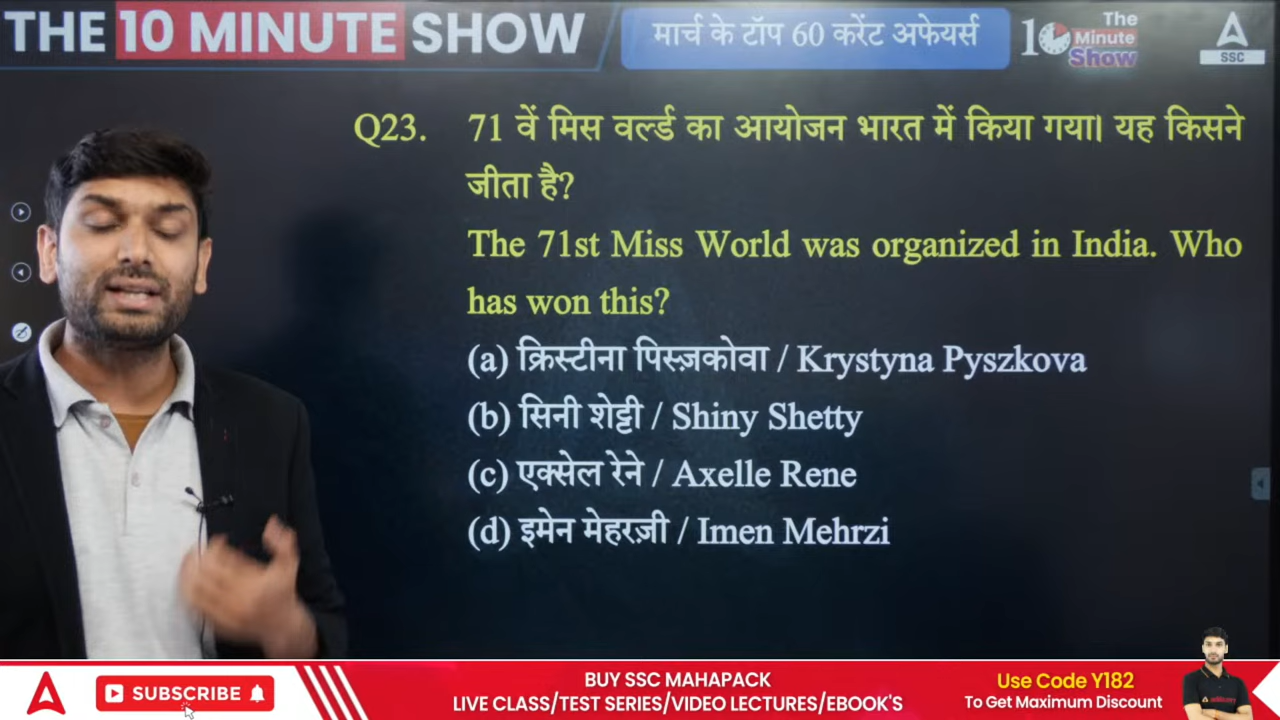 THE 10 MINUTE SHOW
मार्च के टॉप 60 करेंट अफेयर्स
10 The Minute Show
SSC
Q23. 71 वें मिस वर्ल्ड का आयोजन भारत में किया गया। यह किसने
जीता है?
The 71st Miss World was organized in India. Who
has won this?
(a) क्रिस्टीना पिस्ज़कोवा / Krystyna Pyszkova
(b) सिनी शेट्टी / Shiny Shetty
(c) एक्सेल रेने / Axelle Rene
(d) इमेन मेहरज़ी / Imen Mehrzi
SUBSCRIBE
BUY SSC MAHAPACK
LIVE CLASS/TEST SERIES/VIDEO LECTURES/EBOOK'S
Use Code Y182
To Get Maximum Discount